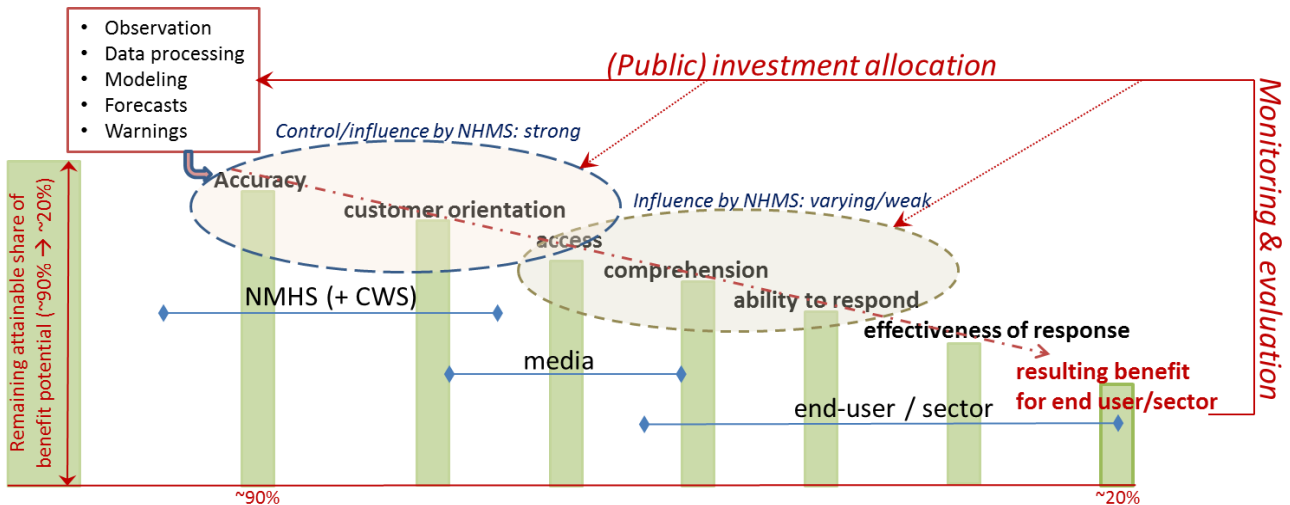 • Observation
• Data processing
• Modeling
• Forecasts
• Warnings
(Public) investment allocation
Monitoring & evaluation
Control/influence by NHMS: strong
Influence by NHMS: varying/weak
Remaining attainable share of
benefit potential (~90% → ~20%)
Accuracy
customer orientation
access
comprehension
ability to respond
effectiveness of response
resulting benefit
for end user/sector
NMHS (+ CWS)
media
end-user / sector
~90%
~20%